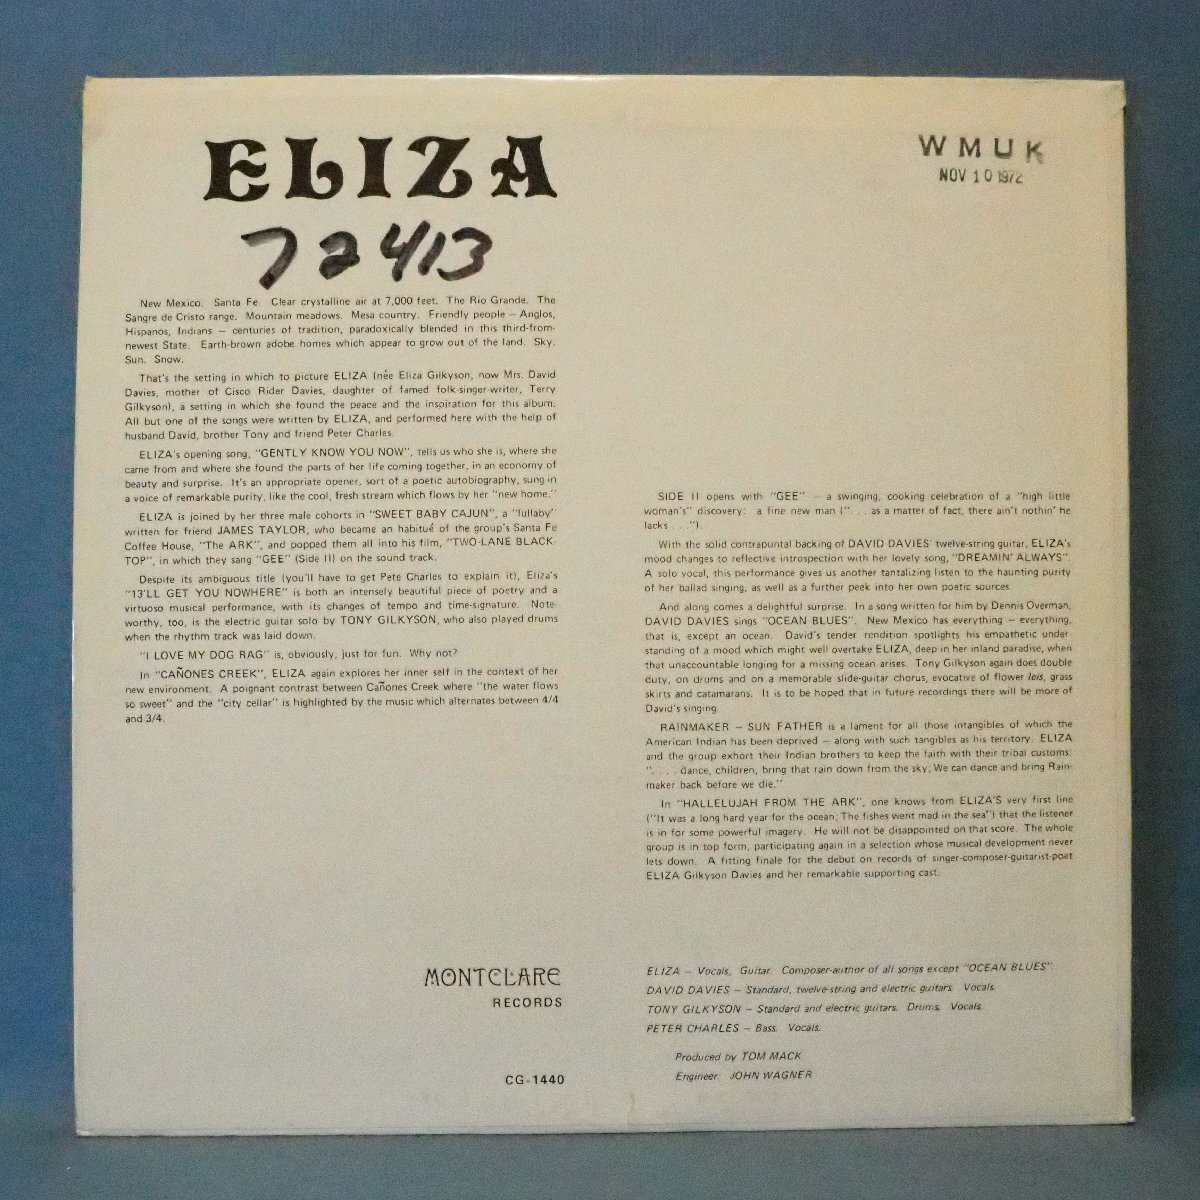 ELIZA
72413
WMUK
NOV 10 1972
New Mexico. Santa Fe. Clear crystalline air at 7,000 feet. The Rio Grande. The
Sangre de Cristo range. Mountain meadows. Mesa country. Friendly people — Anglos,
Hispanos, Indians — centuries of tradition, paradoxically blended in this third-from-
newest State. Earth-brown adobe homes which appear to grow out of the land. Sky.
Sun. Snow.
That's the setting in which to picture ELIZA (née Eliza Gilkyson, now Mrs. David
Davies, mother of Cisco Rider Davies, daughter of famed folk-singer-writer, Terry
Gilkyson), a setting in which she found the peace and the inspiration for this album.
All but one of the songs were written by ELIZA, and performed here with the help of
husband David, brother Tony and friend Peter Charles.
ELIZA's opening song, "GENTLY KNOW YOU NOW", tells us who she is, where she
came from and where she found the parts of her life coming together, in an economy of
beauty and surprise. It's an appropriate opener, sort of a poetic autobiography, sung in
a voice of remarkable purity, like the cool, fresh stream which flows by her "new home."
ELIZA is joined by her three male cohorts in "SWEET BABY CAJUN", a "lullaby"
written for friend JAMES TAYLOR, who became an habitué of the group's Santa Fe
Coffee House, "The ARK", and popped them all into his film, "TWO-LANE BLACK-
TOP", in which they sang "GEE" (Side II) on the sound track.
Despite its ambiguous title (you'll have to get Pete Charles to explain it), Eliza's
"13'LL GET YOU NOWHERE" is both an intensely beautiful piece of poetry and a
virtuoso musical performance, with its changes of tempo and time-signature. Note-
worthy, too, is the electric guitar solo by TONY GILKYSON, who also played drums
when the rhythm track was laid down.
"I LOVE MY DOG RAG" is, obviously, just for fun. Why not?
In "CAÑONES CREEK", ELIZA again explores her inner self in the context of her
new environment. A poignant contrast between Cañones Creek where "the water flows
so sweet" and the "city cellar" is highlighted by the music which alternates between 4/4
and 3/4.
SIDE II opens with "GEE" — a swinging, cooking celebration of a "high little
woman's" discovery: a fine new man (". . . as a matter of fact, there ain't nothin' he
lacks . . .").
With the solid contrapuntal backing of DAVID DAVIES' twelve-string guitar, ELIZA's
mood changes to reflective introspection with her lovely song, "DREAMIN' ALWAYS".
A solo vocal, this performance gives us another tantalizing listen to the haunting purity
of her ballad singing, as well as a further peek into her own poetic sources.
And along comes a delightful surprise. In a song written for him by Dennis Overman,
DAVID DAVIES sings "OCEAN BLUES". New Mexico has everything — everything,
that is, except an ocean. David's tender rendition spotlights his empathetic under-
standing of a mood which might well overtake ELIZA, deep in her inland paradise, when
that unaccountable longing for a missing ocean arises. Tony Gilkyson again does double
duty, on drums and on a memorable slide-guitar chorus, evocative of flower leis, grass
skirts and catamarans. It is to be hoped that in future recordings there will be more of
David's singing.
RAINMAKER — SUN FATHER is a lament for all those intangibles of which the
American Indian has been deprived — along with such tangibles as his territory. ELIZA
and the group exhort their Indian brothers to keep the faith with their tribal customs:
". . . . dance, children, bring that rain down from the sky; We can dance and bring Rain-
maker back before we die."
In "HALLELUJAH FROM THE ARK", one knows from ELIZA'S very first line
("It was a long hard year for the ocean; The fishes went mad in the sea") that the listener
is in for some powerful imagery. He will not be disappointed on that score. The whole
group is in top form, participating again in a selection whose musical development never
lets down. A fitting finale for the debut on records of singer-composer-guitarist-poet
ELIZA Gilkyson Davies and her remarkable supporting cast.
MONTCLARE
RECORDS
CG-1440
ELIZA — Vocals, Guitar. Composer-author of all songs except "OCEAN BLUES".
DAVID DAVIES — Standard, twelve-string and electric guitars. Vocals.
TONY GILKYSON — Standard and electric guitars. Drums. Vocals.
PETER CHARLES — Bass. Vocals.
Produced by TOM MACK
Engineer JOHN WAGNER